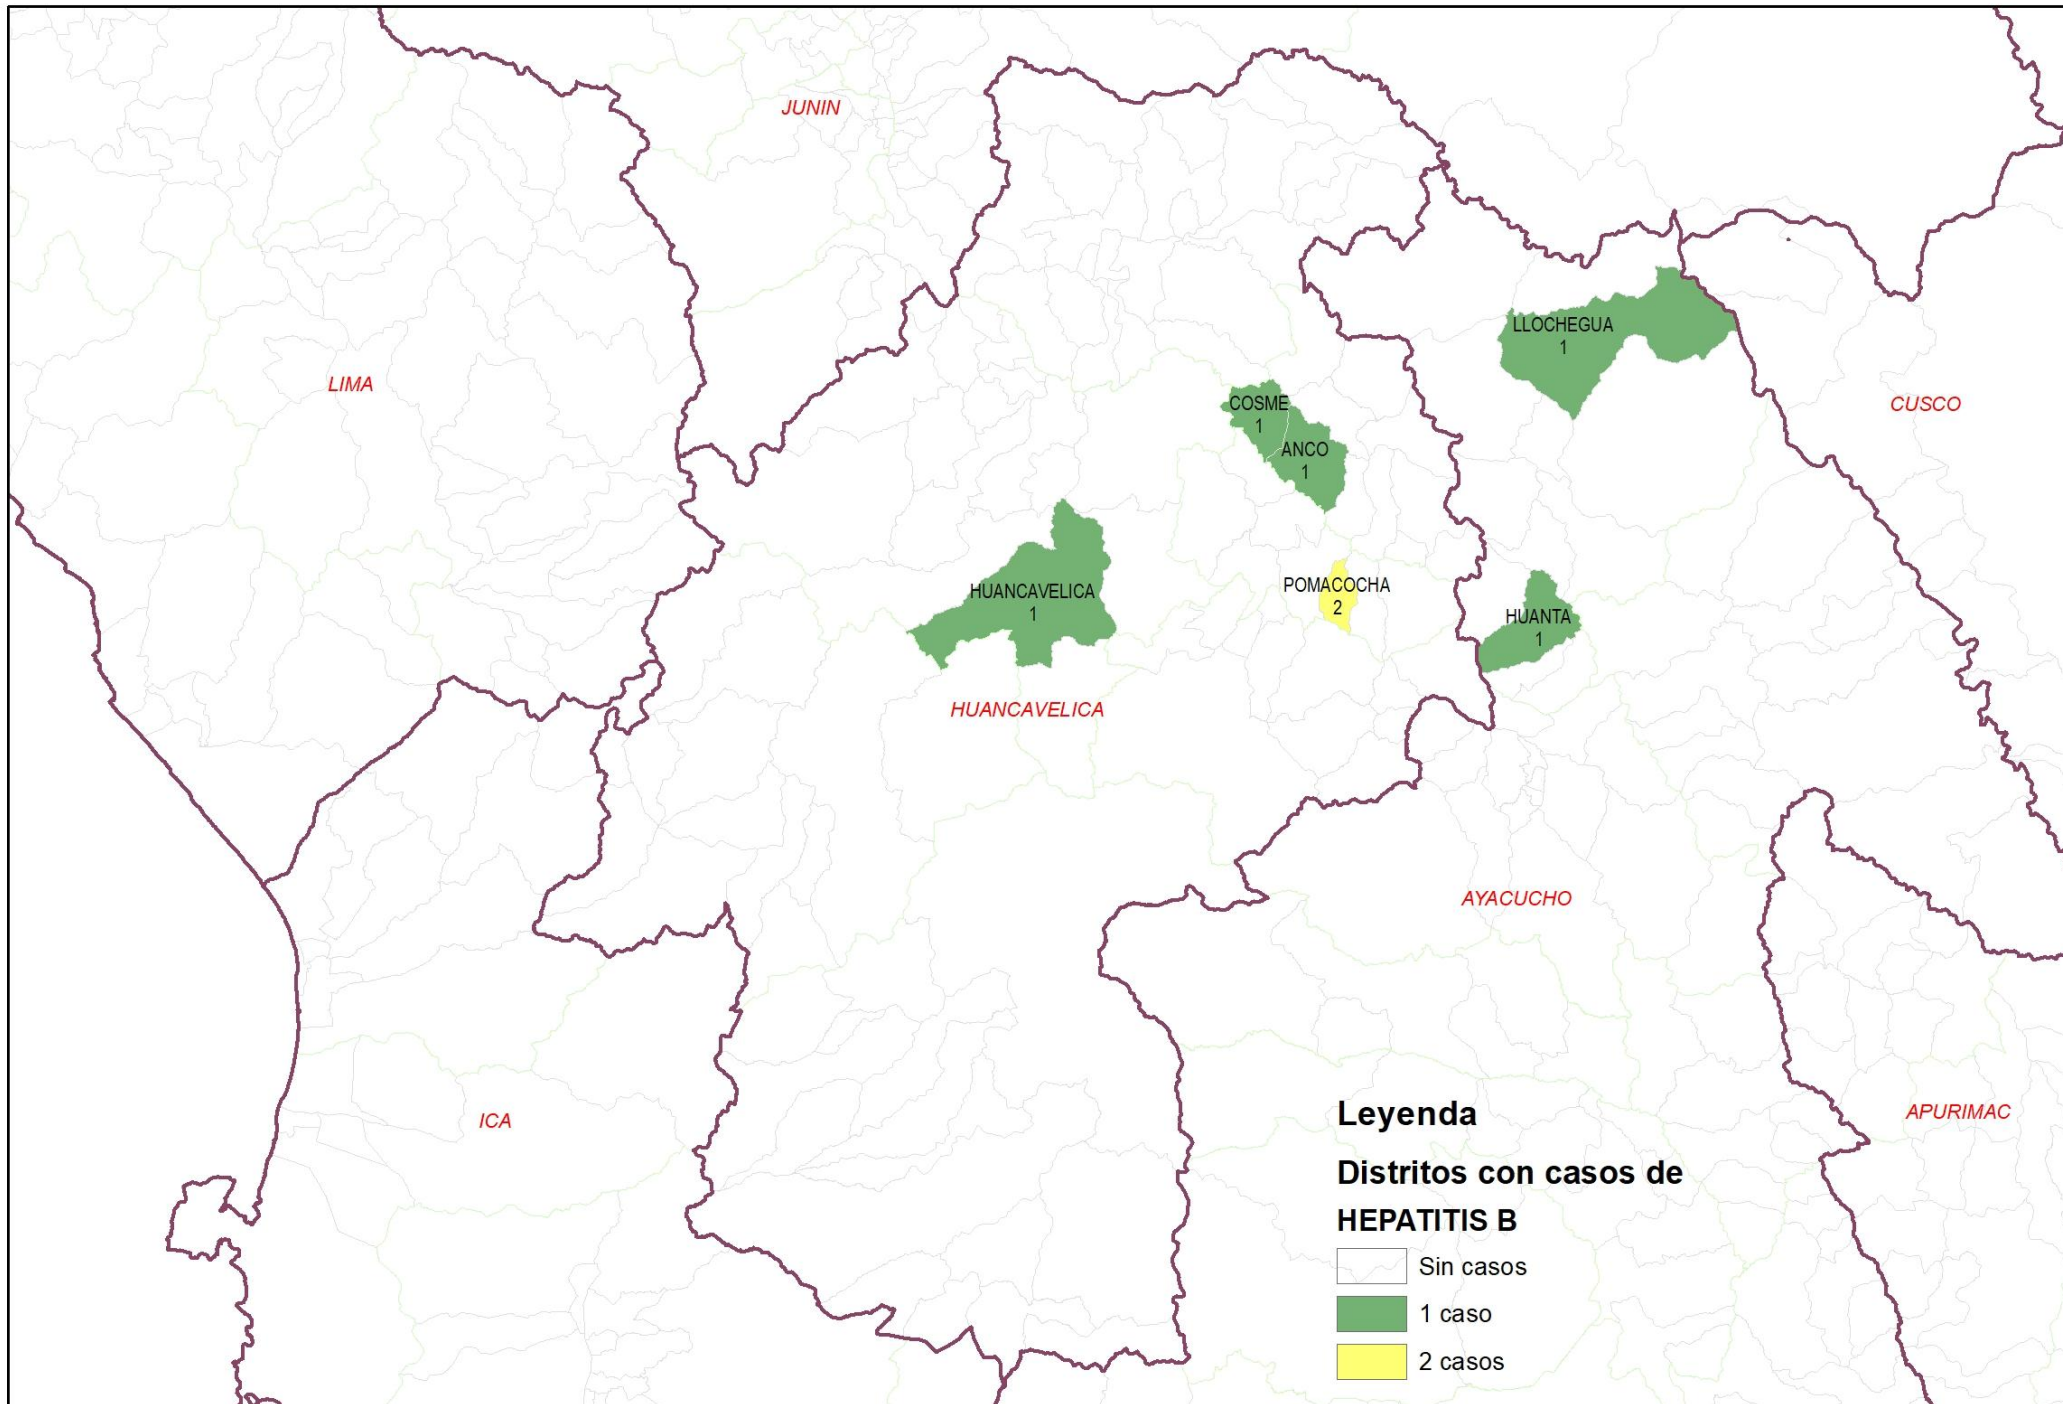 JUNIN
LLOCHEGUA
1
LIMA
COSME
1
CUSCO
ANCO
1
HUANCAVELICA
1
POMACOCHA
2
HUANTA
1
HUANCAVELICA
AYACUCHO
ICA
APURIMAC
Leyenda
Distritos con casos de
HEPATITIS B
Sin casos
1 caso
2 casos